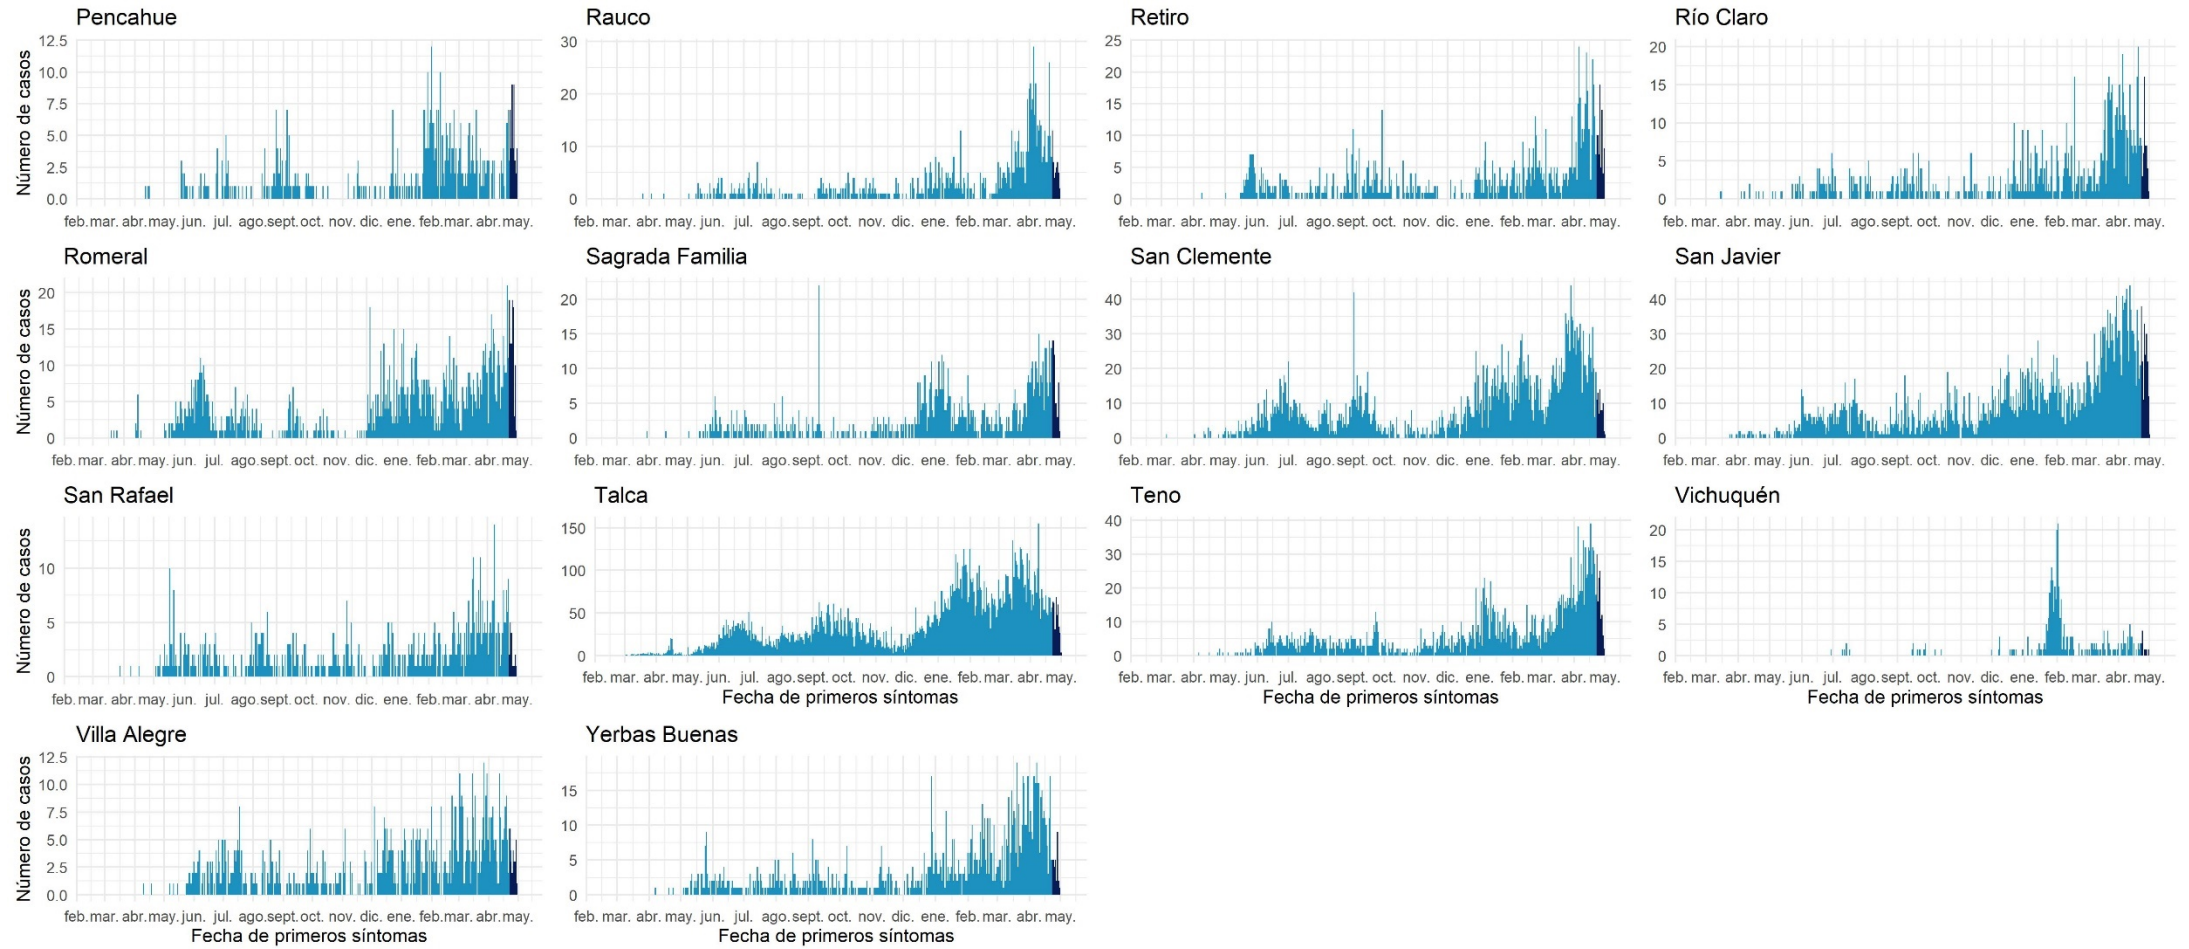 Pencahue
Número de casos
12.5
10.0
7.5
5.0
2.5
0.0
feb. mar. abr. may. jun. jul. ago. sept. oct. nov. dic. ene. feb. mar. abr. may.
Rauco
30
20
10
0
feb. mar. abr. may. jun. jul. ago. sept. oct. nov. dic. ene. feb. mar. abr. may.
Retiro
25
20
15
10
5
0
feb. mar. abr. may. jun. jul. ago. sept. oct. nov. dic. ene. feb. mar. abr. may.
Río Claro
20
15
10
5
0
feb. mar. abr. may. jun. jul. ago. sept. oct. nov. dic. ene. feb. mar. abr. may.
Romeral
Número de casos
20
15
10
5
0
feb. mar. abr. may. jun. jul. ago. sept. oct. nov. dic. ene. feb. mar. abr. may.
Sagrada Familia
20
15
10
5
0
feb. mar. abr. may. jun. jul. ago. sept. oct. nov. dic. ene. feb. mar. abr. may.
San Clemente
40
30
20
10
0
feb. mar. abr. may. jun. jul. ago. sept. oct. nov. dic. ene. feb. mar. abr. may.
San Javier
40
30
20
10
0
feb. mar. abr. may. jun. jul. ago. sept. oct. nov. dic. ene. feb. mar. abr. may.
San Rafael
Número de casos
10
5
0
feb. mar. abr. may. jun. jul. ago. sept. oct. nov. dic. ene. feb. mar. abr. may.
Talca
150
100
50
0
feb. mar. abr. may. jun. jul. ago. sept. oct. nov. dic. ene. feb. mar. abr. may.
Fecha de primeros síntomas
Teno
40
30
20
10
0
feb. mar. abr. may. jun. jul. ago. sept. oct. nov. dic. ene. feb. mar. abr. may.
Fecha de primeros síntomas
Vichuquén
20
15
10
5
0
feb. mar. abr. may. jun. jul. ago. sept. oct. nov. dic. ene. feb. mar. abr. may.
Fecha de primeros síntomas
Villa Alegre
Número de casos
12.5
10.0
7.5
5.0
2.5
0.0
feb. mar. abr. may. jun. jul. ago. sept. oct. nov. dic. ene. feb. mar. abr. may.
Fecha de primeros síntomas
Yerbas Buenas
15
10
5
0
feb. mar. abr. may. jun. jul. ago. sept. oct. nov. dic. ene. feb. mar. abr. may.
Fecha de primeros síntomas